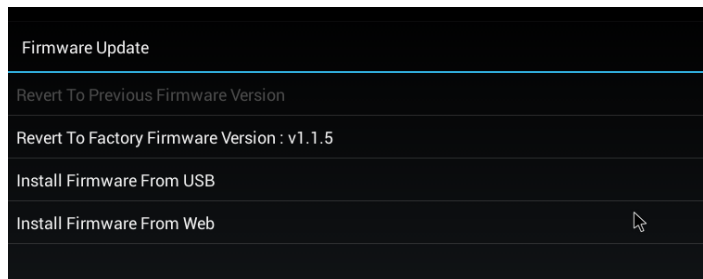 Firmware Update
Revert To Previous Firmware Version
Revert To Factory Firmware Version : v1.1.5
Install Firmware From USB
Install Firmware From Web